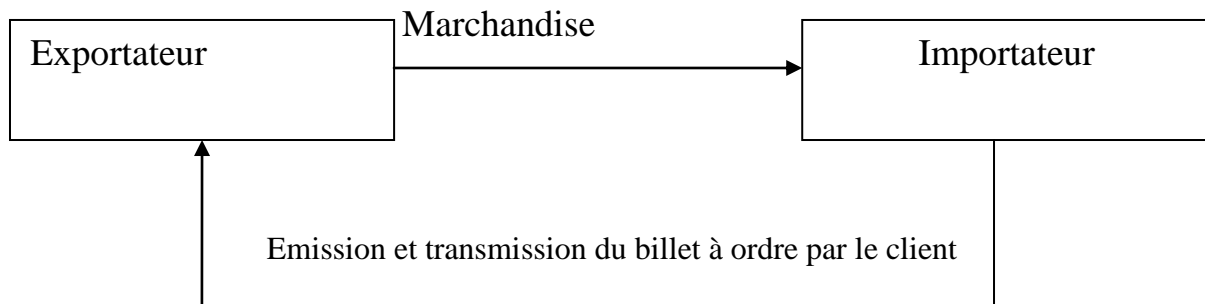 Marchandise
Exportateur
Importateur
Emission et transmission du billet à ordre par le client